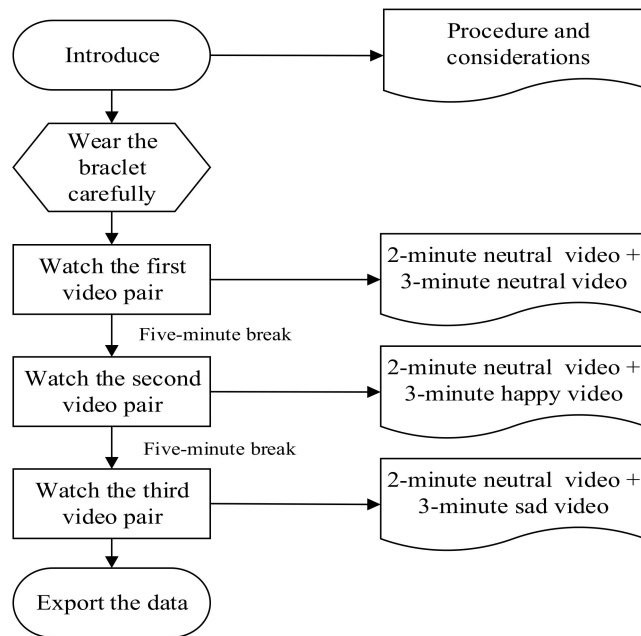 Introduce
Procedure and
considerations
Wear the
braclet
carefully
Watch the first
video pair
2-minute neutral video +
3-minute neutral video
Five-minute break
Watch the second
video pair
2-minute neutral video +
3-minute happy video
Five-minute break
Watch the third
video pair
2-minute neutral video +
3-minute sad video
Export the data